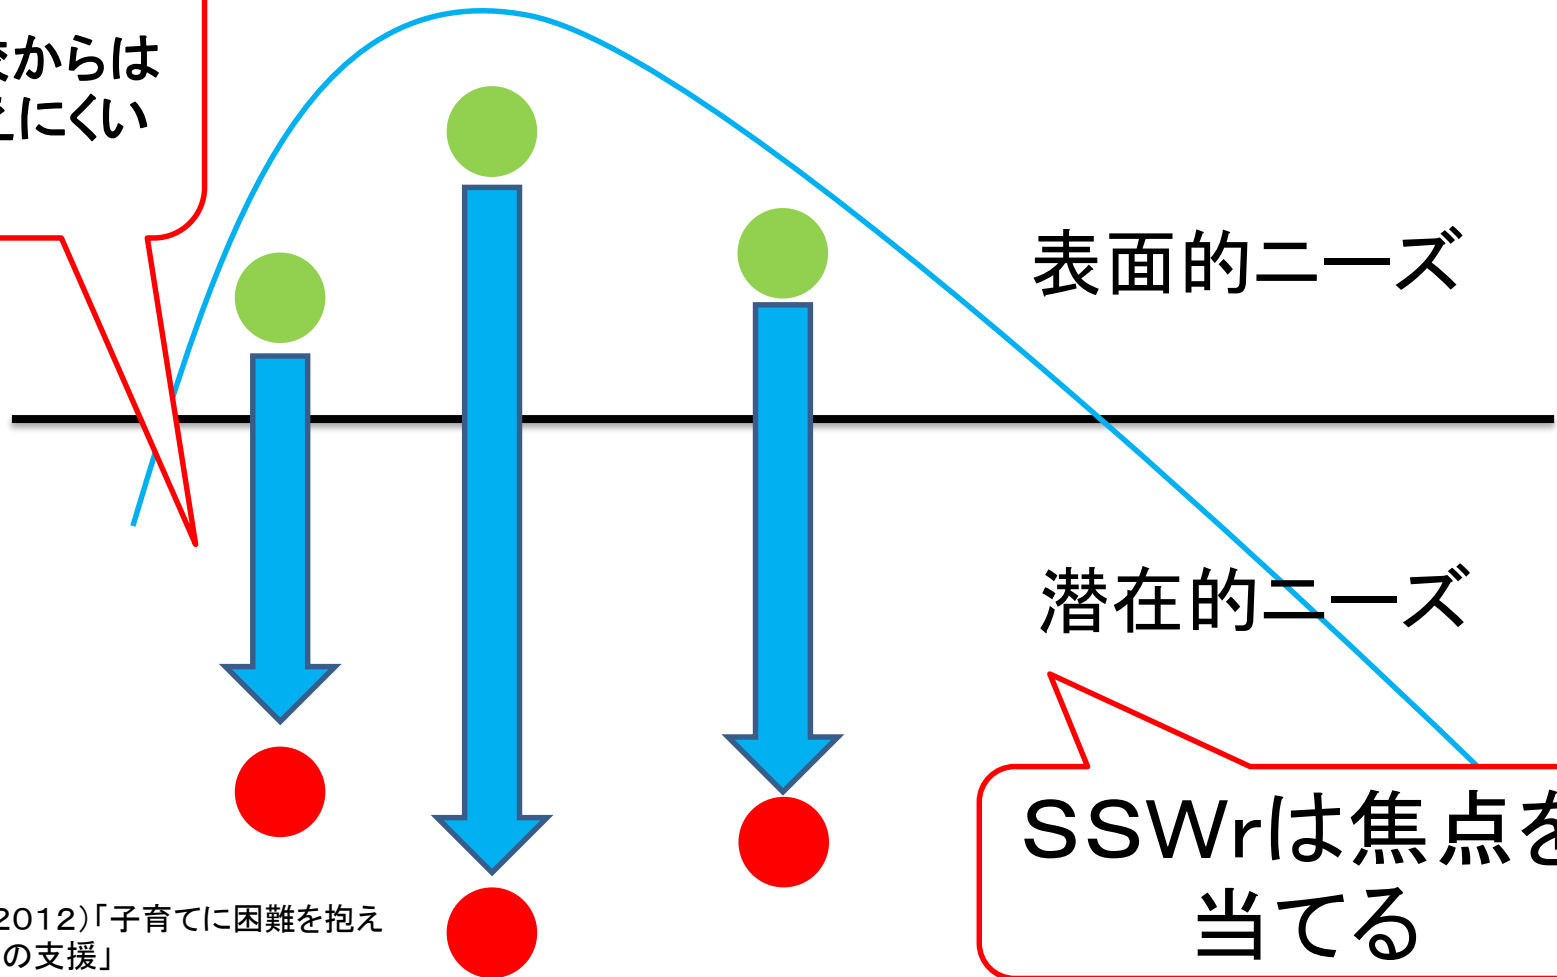 からは
にくい
表面的ニーズ
潜在的ニーズ
SSWrは焦点を
当てる
2012)「子育てに困難を抱え
の支援」